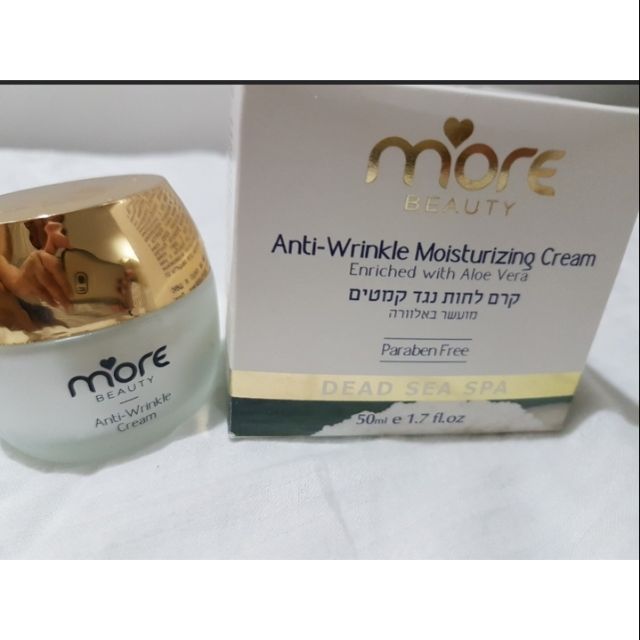 more
BEAUTY
Anti-Wrinkle
Cream
more
BEAUTY
Anti-Wrinkle Moisturizing Cream
Enriched with Aloe Vera
קרם לחות נגד קמטים
מועשר באלוורה
Paraben Free
DEAD SEA SPA
50ml e 1.7 fl.oz